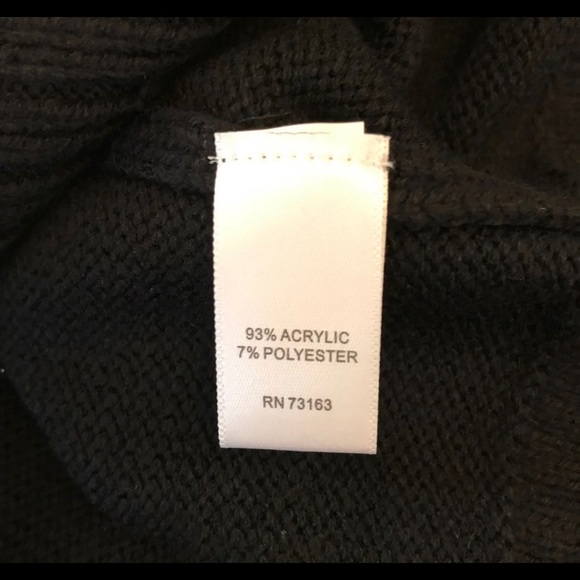 93% ACRYLIC
7% POLYESTER
RN 73163